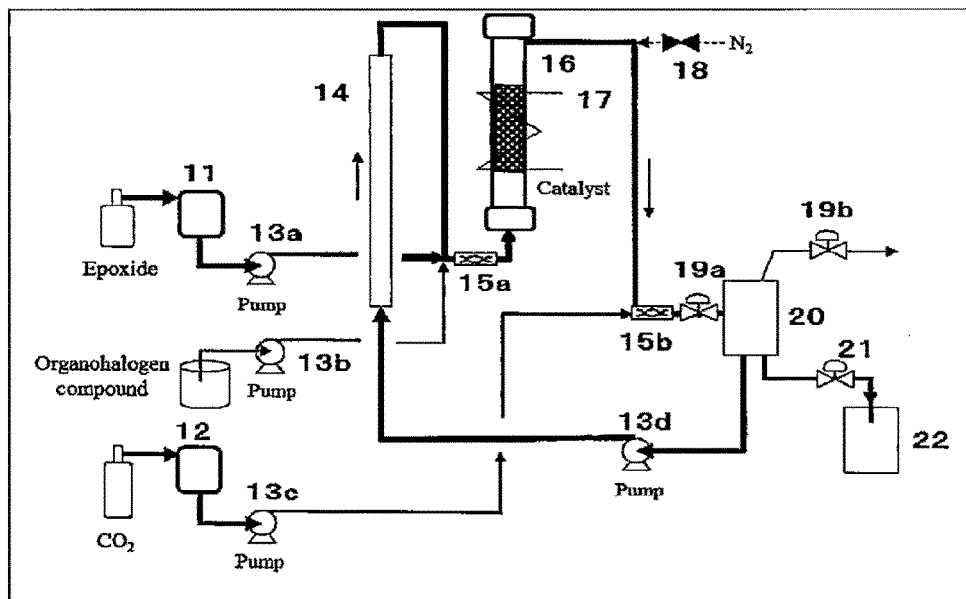 16
18
N2
14
17
11
Catalyst
19b
13a
Epoxide
15a
19a
Pump
20
15b
13b
21
Organohalogen
compound
Pump
12
13d
22
Pump
13c
CO2
Pump